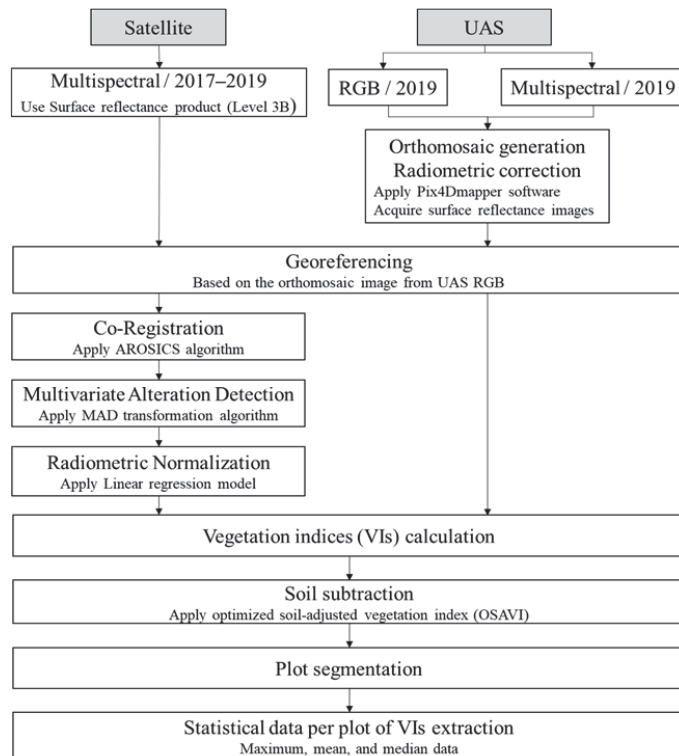 Satellite
UAS
Multispectral / 2017–2019
Use Surface reflectance product (Level 3B)
RGB / 2019
Multispectral / 2019
Orthomosaic generation
Radiometric correction
Apply Pix4Dmapper software
Acquire surface reflectance images
Georeferencing
Based on the orthomosaic image from UAS RGB
Co-Registration
Apply AROSICS algorithm
Multivariate Alteration Detection
Apply MAD transformation algorithm
Radiometric Normalization
Apply Linear regression model
Vegetation indices (VIs) calculation
Soil subtraction
Apply optimized soil-adjusted vegetation index (OSAVI)
Plot segmentation
Statistical data per plot of VIs extraction
Maximum, mean, and median data